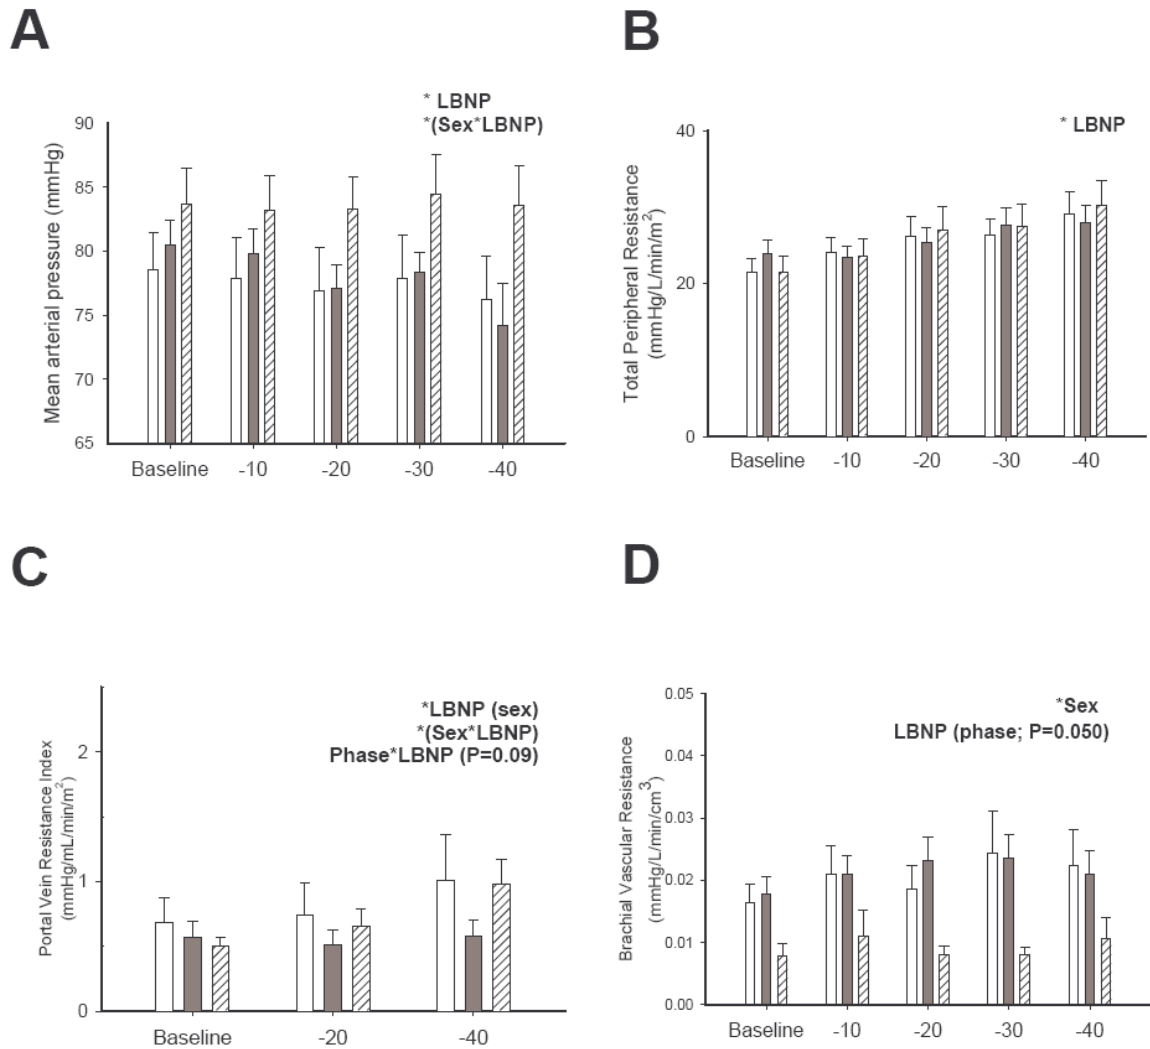 A
* LBNP
*(Sex*LBNP)
Mean arterial pressure (mmHg)
90
85
80
75
70
65
Baseline -10 -20 -30 -40
B
* LBNP
Total Peripheral Resistance
(mmHg/L/min/m²)
40
20
0
Baseline -10 -20 -30 -40
C
*LBNP (sex)
*(Sex*LBNP)
Phase*LBNP (P=0.09)
Portal Vein Resistance Index
(mmHg/mL/min/m²)
2
1
0
Baseline -20 -40
D
*Sex
LBNP (phase; P=0.050)
Brachial Vascular Resistance
(mmHg/L/min/cm³)
0.05
0.04
0.03
0.02
0.01
0.00
Baseline -10 -20 -30 -40